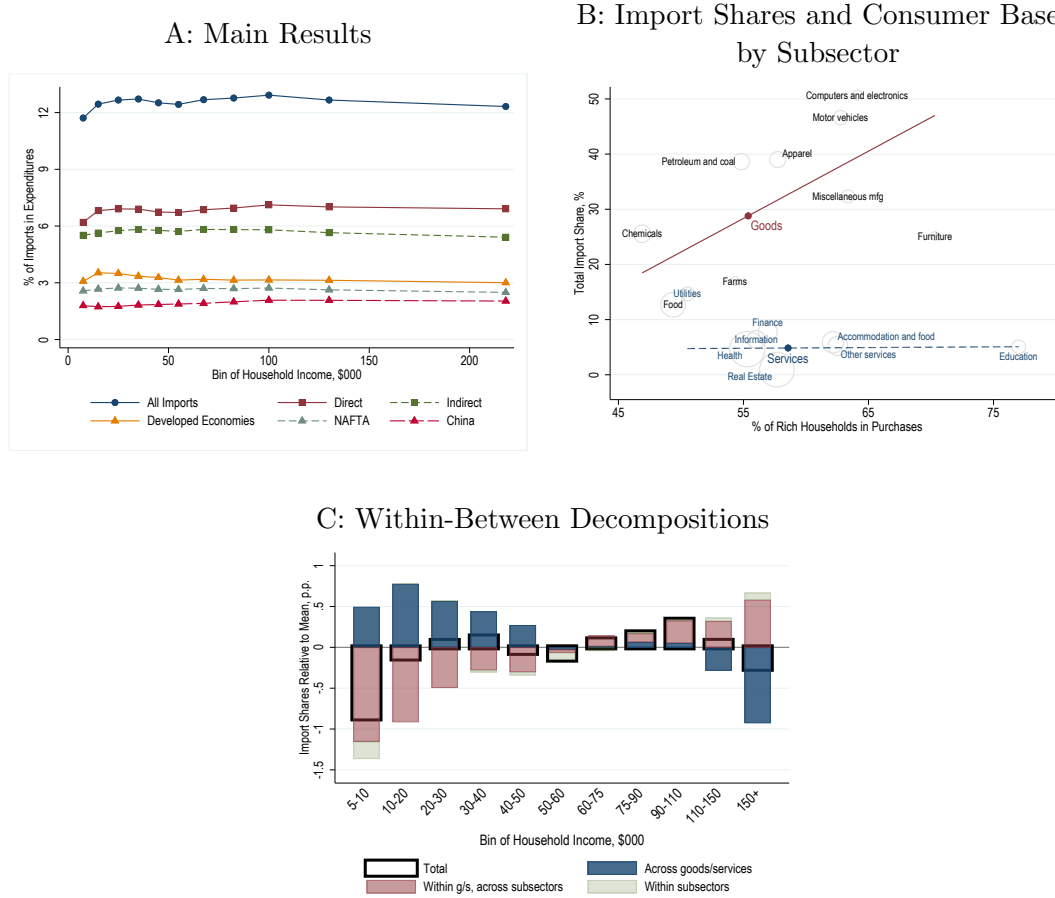 A: Main Results
% of Imports in Expenditures
12
9
6
3
0
0 50 100 150 200
Bin of Household Income, $000
All Imports Direct Indirect
Developed Economies NAFTA China
B: Import Shares and Consumer Base
by Subsector
Total Import Share, %
50
40
30
20
10
0
Computers and electronics
Motor vehicles
Petroleum and coal
Apparel
Miscellaneous mfg
Goods
Chemicals
Furniture
Farms
Utilities
Food
Finance
Information
Accommodation and food
Health
Services
Other services
Education
Real Estate
45 55 65 75
% of Rich Households in Purchases
C: Within-Between Decompositions
Import Shares Relative to Mean, p.p.
1
.5
0
-.5
-1
-1.5
5-10 10-20 20-30 30-40 40-50 50-60 60-75 75-90 90-110 110-150 150+
Bin of Household Income, $000
Total Across goods/services
Within g/s, across subsectors Within subsectors